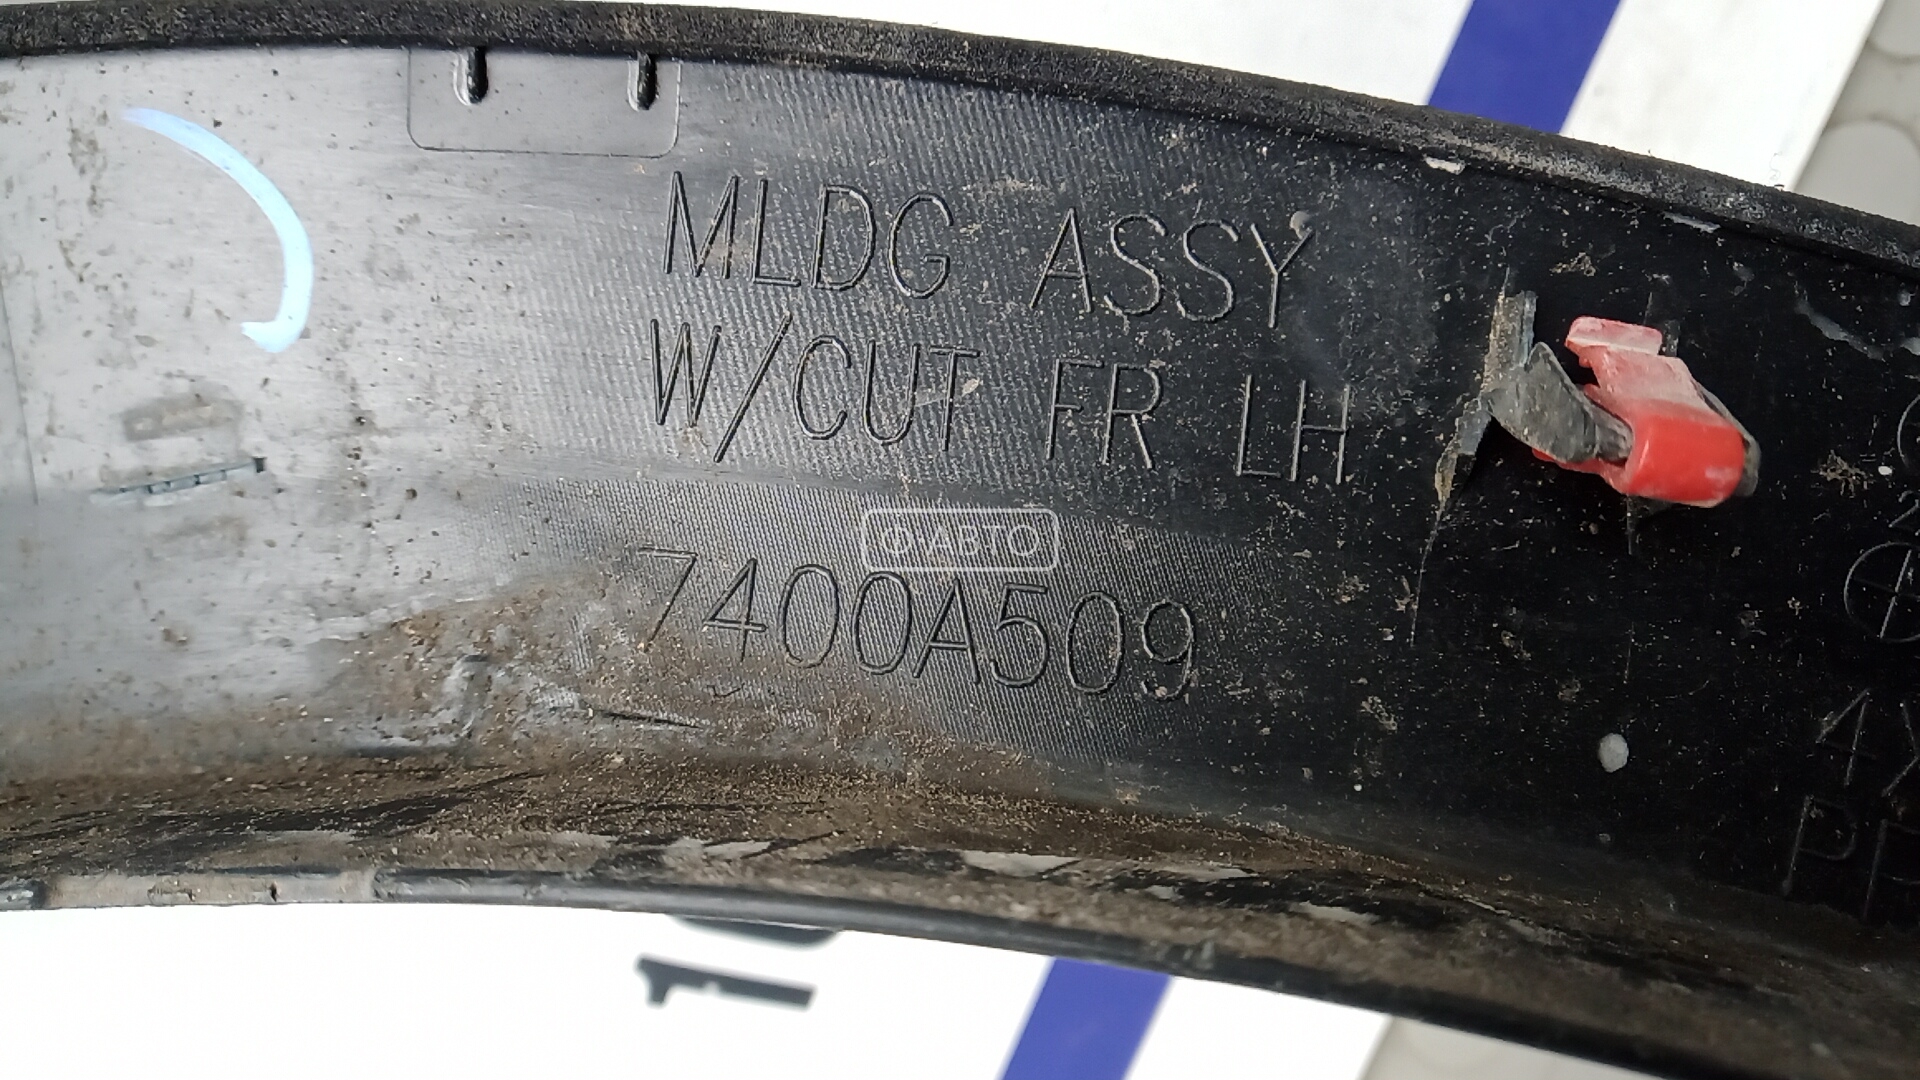 MLDG ASSY
W/CUT FR LH
О·АВТО
7400A509